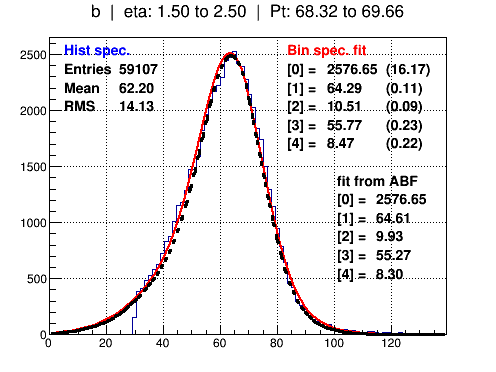 b | eta: 1.50 to 2.50 | Pt: 68.32 to 69.66
Hist spec.
Entries 59107
Mean 62.20
RMS 14.13
Bin spec. fit
[0] = 2576.65 (16.17)
[1] = 64.29 (0.11)
[2] = 10.51 (0.09)
[3] = 55.77 (0.23)
[4] = 8.47 (0.22)
fit from ABF
[0] = 2576.65
[1] = 64.61
[2] = 9.93
[3] = 55.27
[4] = 8.30
2500
2000
1500
1000
500
0
0 20 40 60 80 100 120